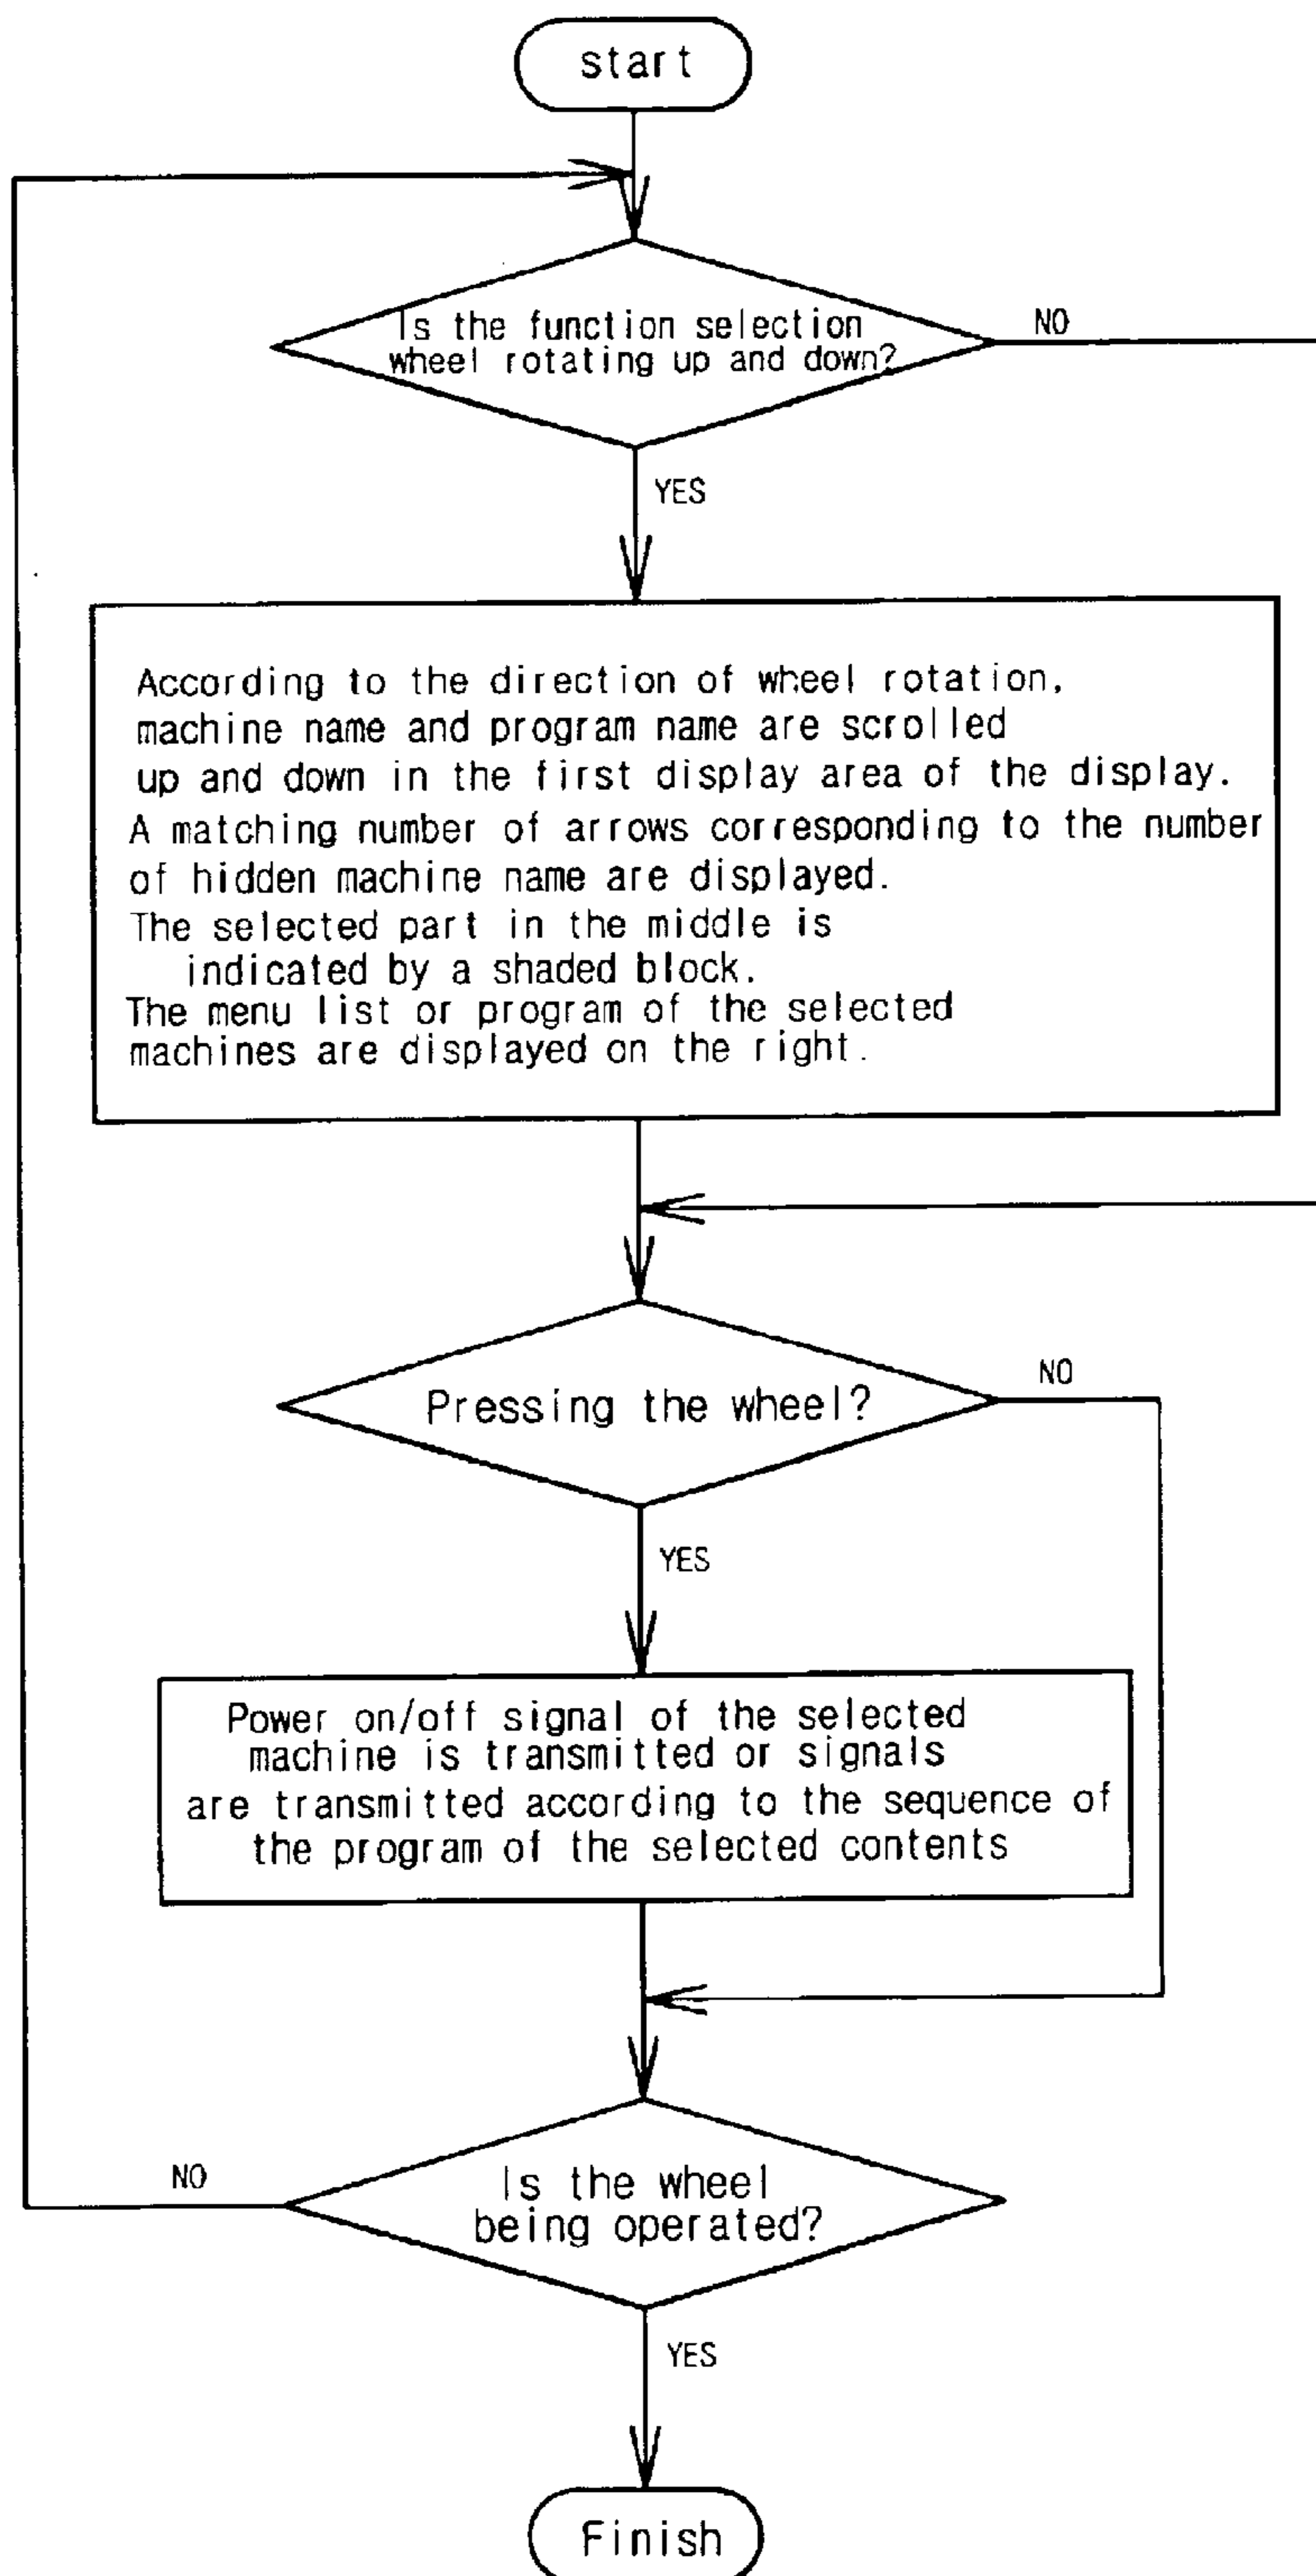 start
Is the function selection
wheel rotating up and down?
NO
YES
According to the direction of wheel rotation,
machine name and program name are scrolled
up and down in the first display area of the display.
A matching number of arrows corresponding to the number
of hidden machine name are displayed.
The selected part in the middle is
indicated by a shaded block.
The menu list or program of the selected
machines are displayed on the right.
Pressing the wheel?
NO
YES
Power on/off signal of the selected
machine is transmitted or signals
are transmitted according to the sequence of
the program of the selected contents
NO
Is the wheel
being operated?
YES
Finish